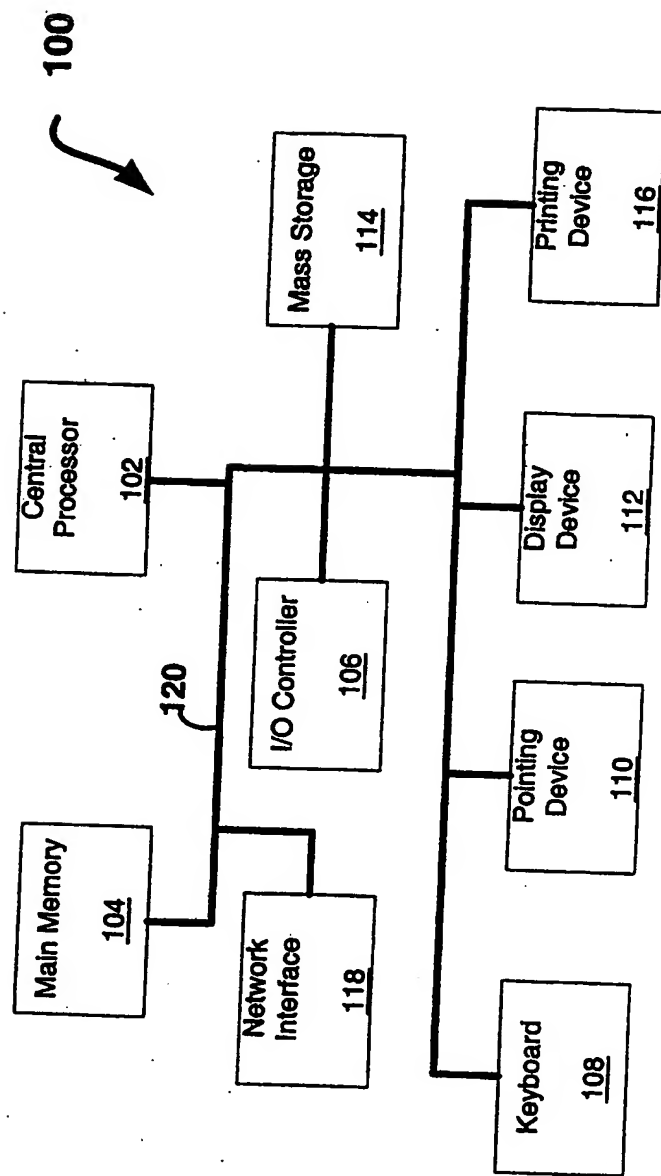 100
Central
Processor
102
Main Memory
104
120
Mass Storage
114
I/O Controller
106
Network
Interface
118
Keyboard
108
Pointing
Device
110
Display
Device
112
Printing
Device
116